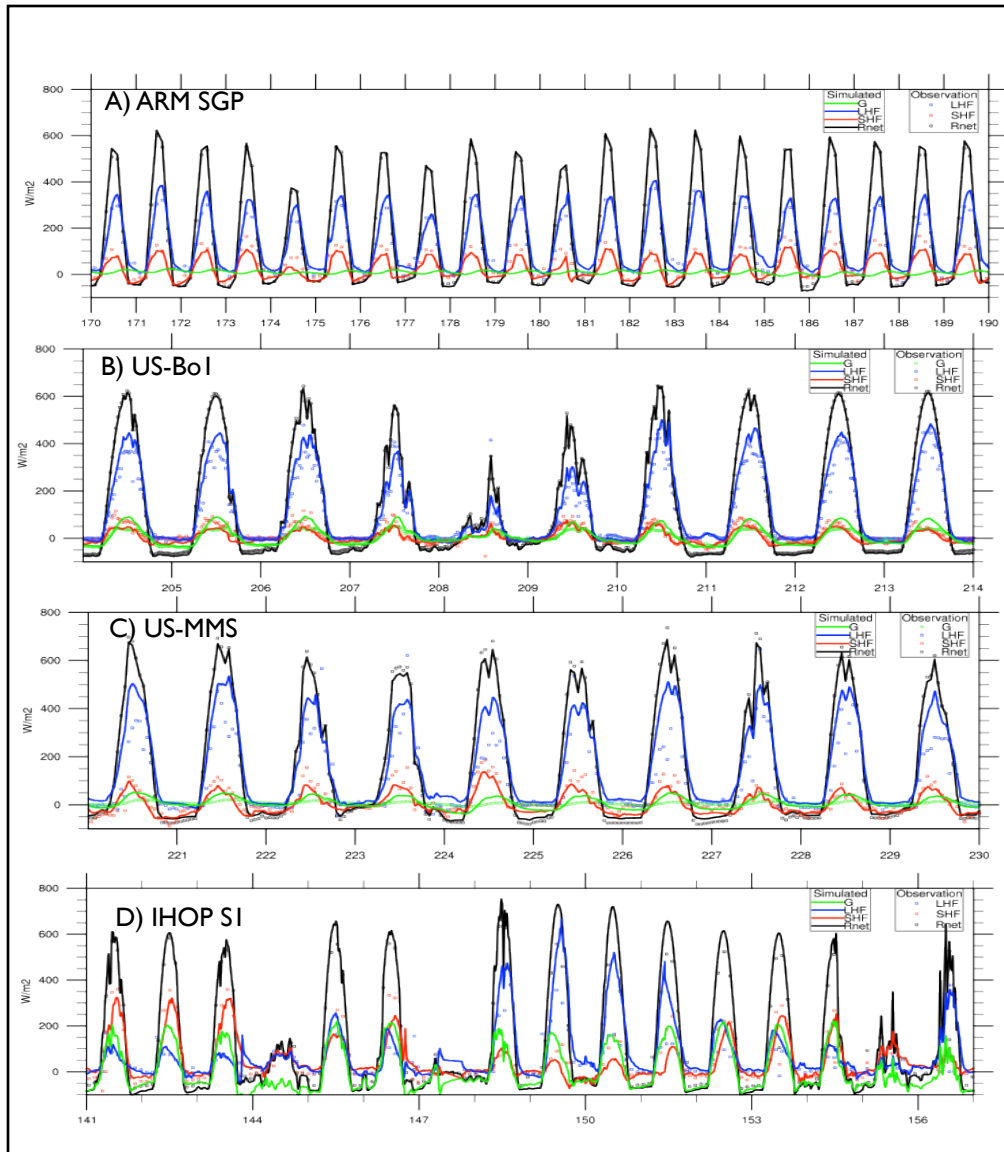 A) ARM SGP
Simulated
G
LHF
SHF
Rnet
Observation
LHF
SHF
Rnet
W/m2
800
600
400
200
0
170 171 172 173 174 175 176 177 178 179 180 181 182 183 184 185 186 187 188 189 190
B) US-Bo1
Simulated
G
LHF
SHF
Rnet
Observation
G
LHF
SHF
Rnet
W/m2
800
600
400
200
0
205 206 207 208 209 210 211 212 213 214
C) US-MMS
Simulated
G
LHF
SHF
Rnet
Observation
G
LHF
SHF
Rnet
W/m2
800
600
400
200
0
221 222 223 224 225 226 227 228 229 230
D) IHOP S1
Simulated
G
LHF
SHF
Rnet
Observation
LHF
SHF
Rnet
W/m2
800
600
400
200
0
141 144 147 150 153 156